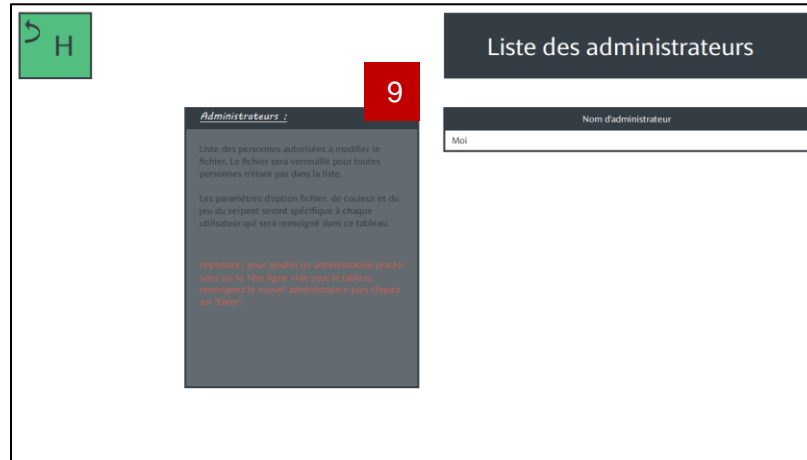 H
Liste des administrateurs
9
Administrateurs :
Liste des personnes autorisées à modifier le
fichier. Le fichier sera verrouillé pour toutes
personnes n'étant pas dans la liste.
Les paramètres d'option fichier, de couleur et du
jeu du serpent seront spécifique à chaque
utilisateur qui sera renseigné dans ce tableau.
Important : pour ajouter un administrateur placez-
vous sur la 1ère ligne vide sous le tableau,
renseignez le nouvel administrateur puis cliquez
sur "Enter"
Nom d'administrateur
Moi